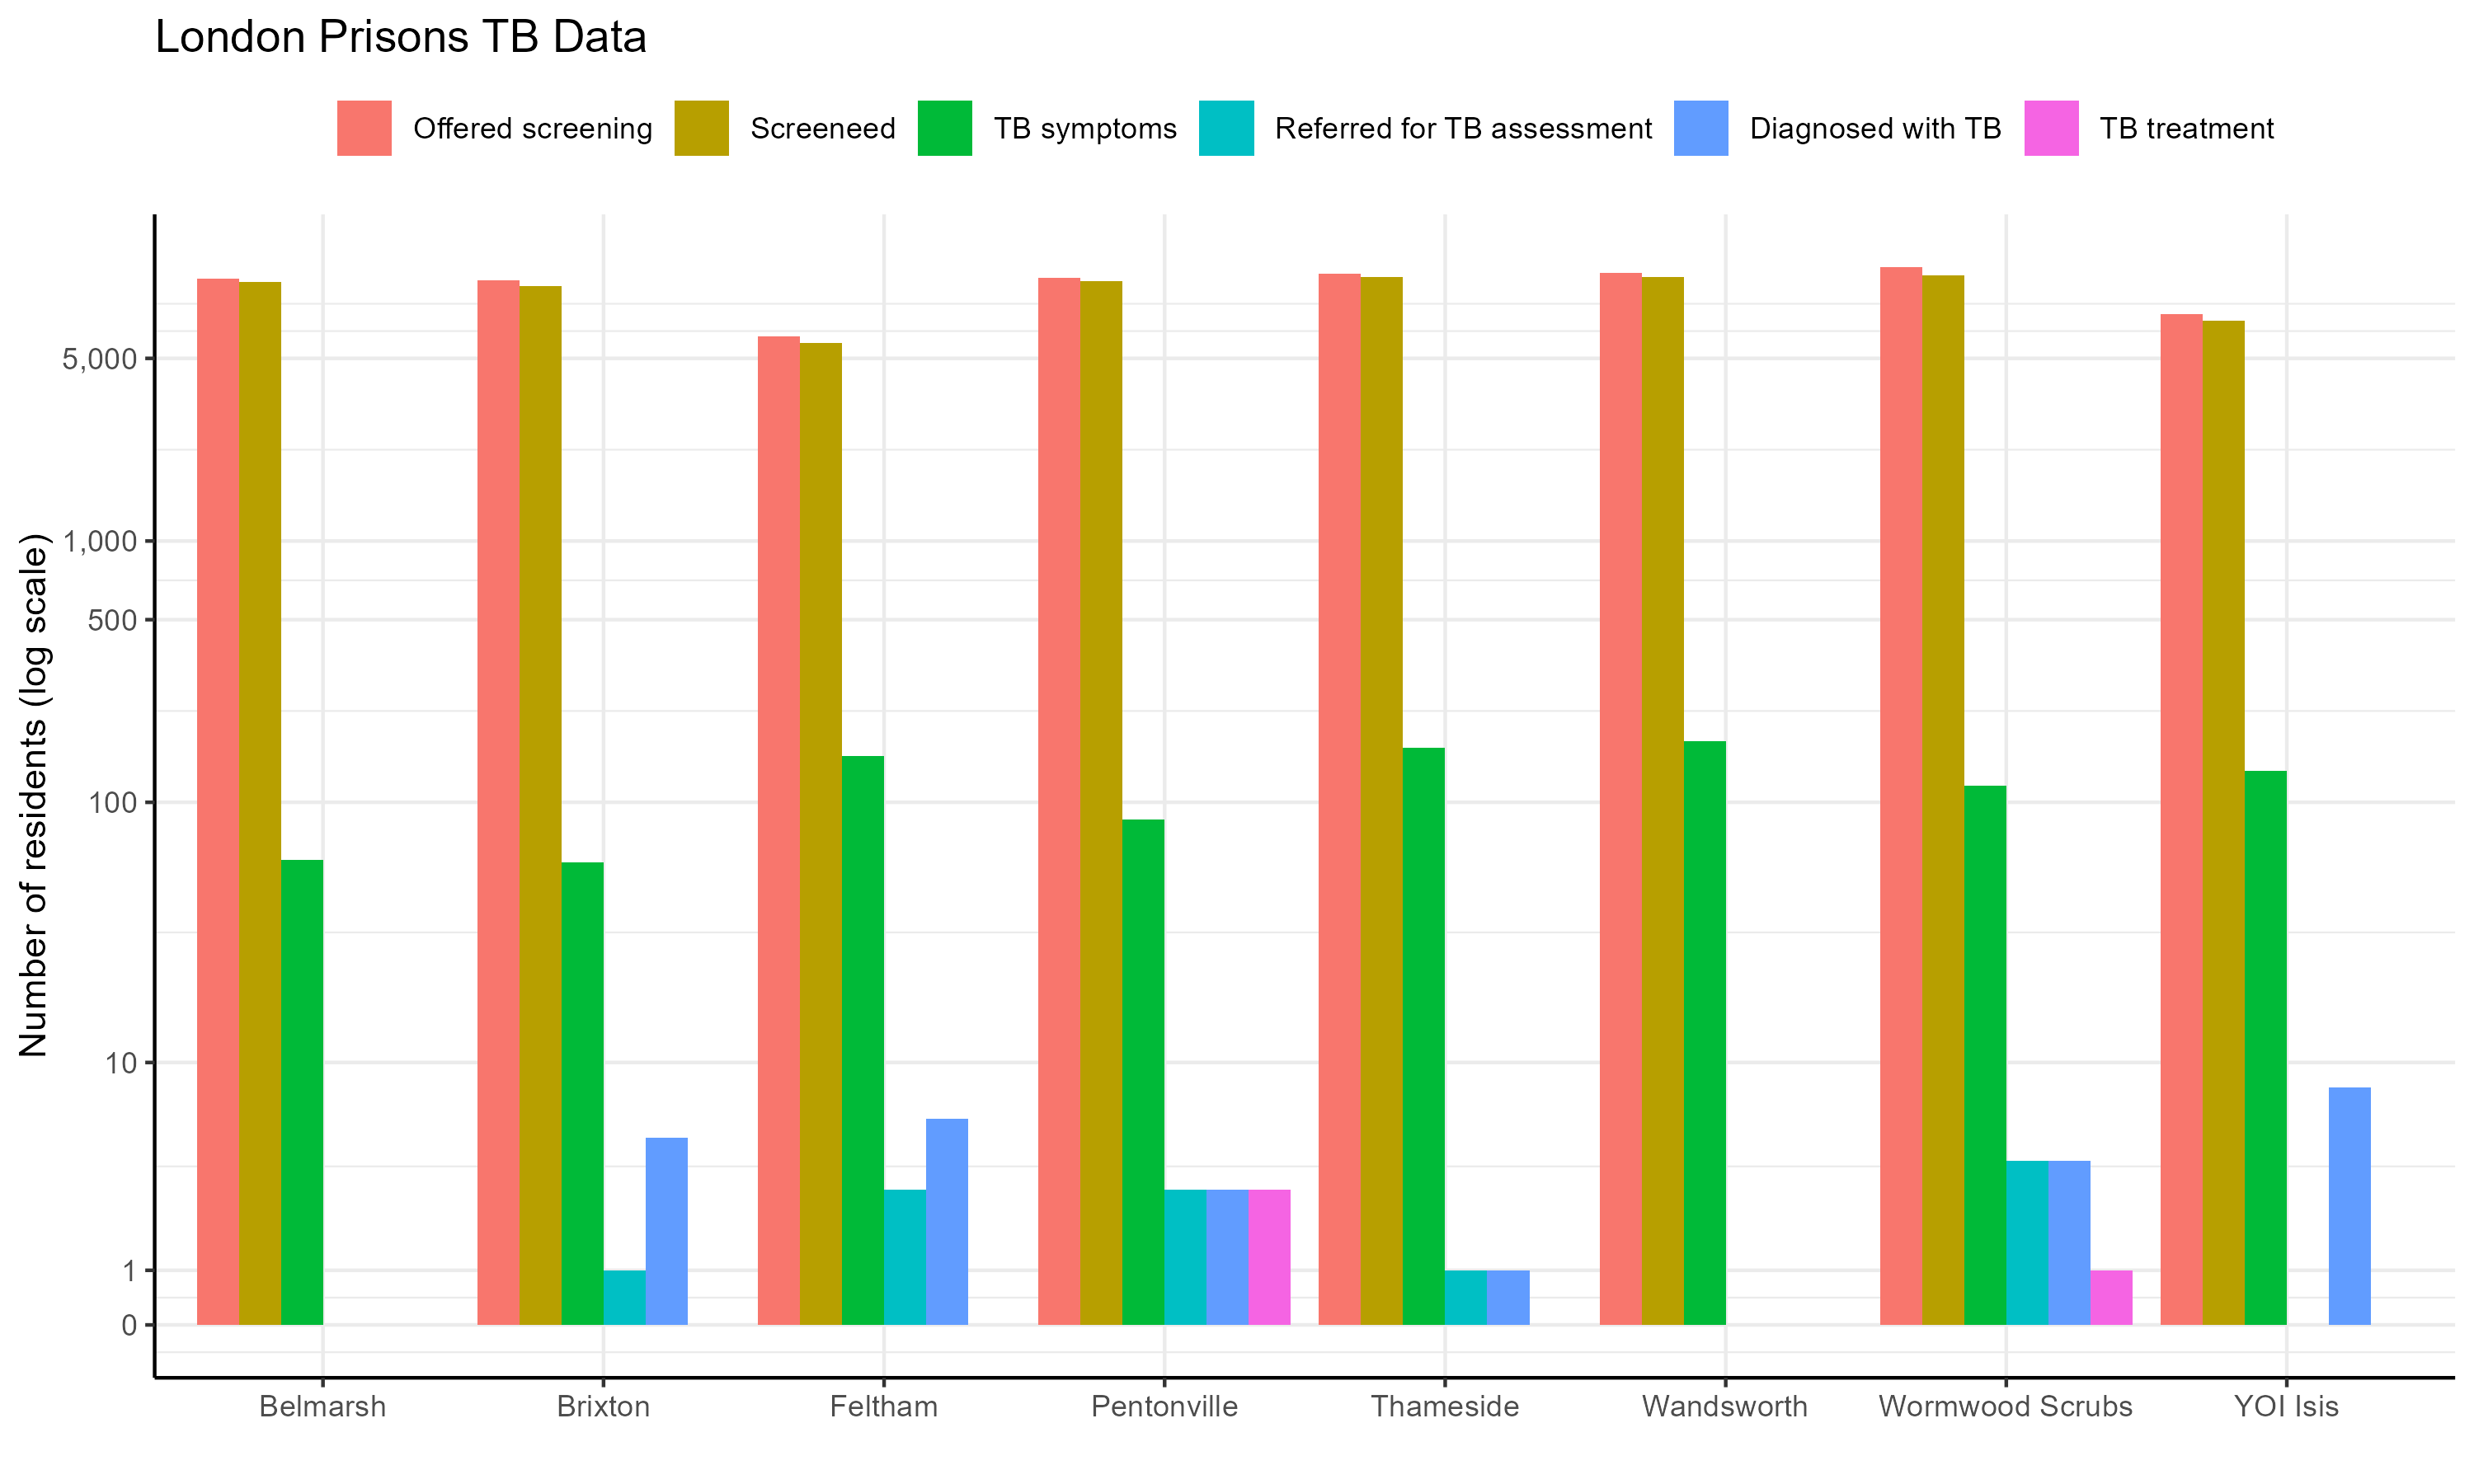 London Prisons TB Data
Offered screening
Screeneed
TB symptoms
Referred for TB assessment
Diagnosed with TB
TB treatment
Number of residents (log scale)
5,000
1,000
500
100
10
1
0
Belmarsh
Brixton
Feltham
Pentonville
Thameside
Wandsworth
Wormwood Scrubs
YOI Isis